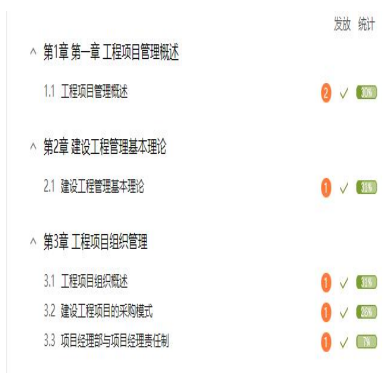 发放 统计
第1章 第一章 工程项目管理概述
1.1 工程项目管理概述 2 30%
第2章 建设工程管理基本理论
2.1 建设工程管理基本理论 1 31%
第3章 工程项目组织管理
3.1 工程项目组织概述 1 31%
3.2 建设工程项目的采购模式 1 26%
3.3 项目经理部与项目经理责任制 1 7%